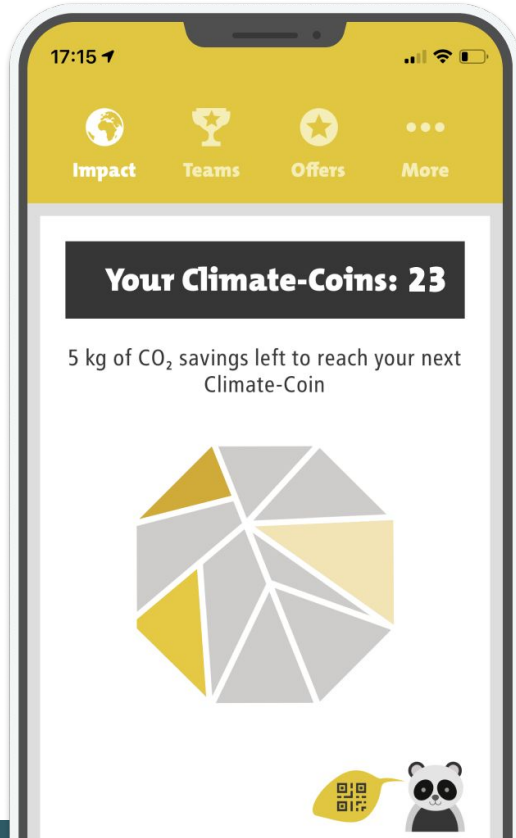 17:15
Impact Teams Offers More
Your Climate-Coins: 23
5 kg of CO₂ savings left to reach your next
Climate-Coin